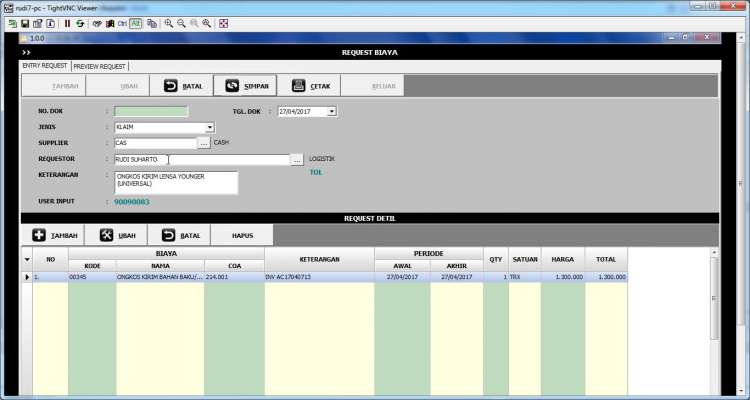 rudi7-pc - TightVNC Viewer
Ctrl Alt
1.0.0
>> REQUEST BIAYA
ENTRY REQUEST PREVIEW REQUEST
TAMBAH UBAH BATAL SIMPAN CETAK KELUAR
NO. DOK : TGL. DOK : 27/04/2017
JENIS : KLAIM
SUPPLIER : CAS ... CASH
REQUESTOR : RUDI SUHARTO ... LOGISTIK
KETERANGAN : ONGKOS KIRIM LENSA YOUNGER TOL
(UNIVERSAL)
USER INPUT : 90090083
REQUEST DETIL
TAMBAH UBAH BATAL HAPUS
NO BIAYA KETERANGAN PERIODE QTY SATUAN HARGA TOTAL
KODE NAMA COA AWAL AKHIR
1. 00345 ONGKOS KIRIM BAHAN BAKU/... 214.001 INV AC17040713 27/04/2017 27/04/2017 1 TRX 1.300.000 1.300.000